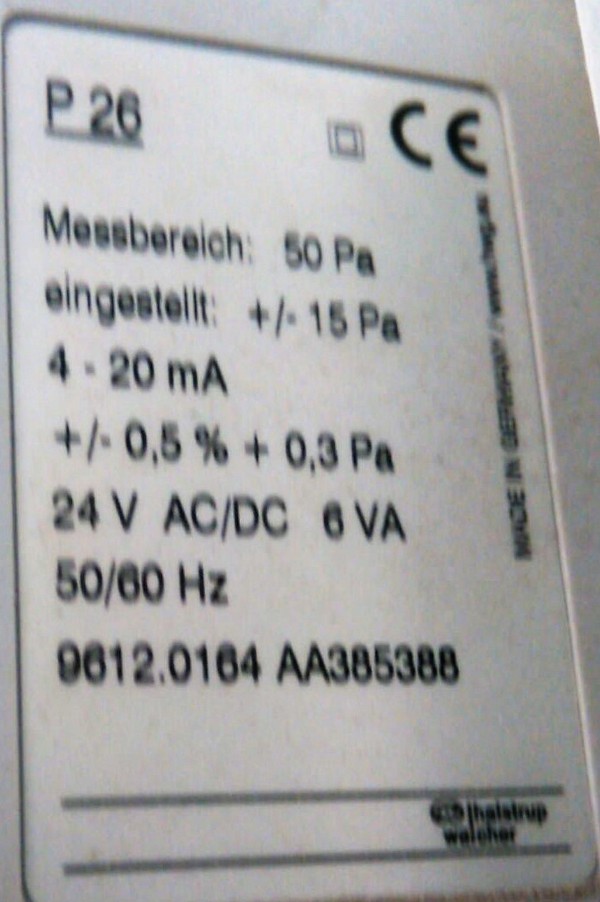 P 26
CE
Messbereich: 50 Pa
eingestellt: +/- 15 Pa
4 - 20 mA
+/- 0,5 % + 0,3 Pa
24 V AC/DC 6 VA
50/60 Hz
9612.0164 AA385388
MADE IN GERMANY /
halstrup
walcher